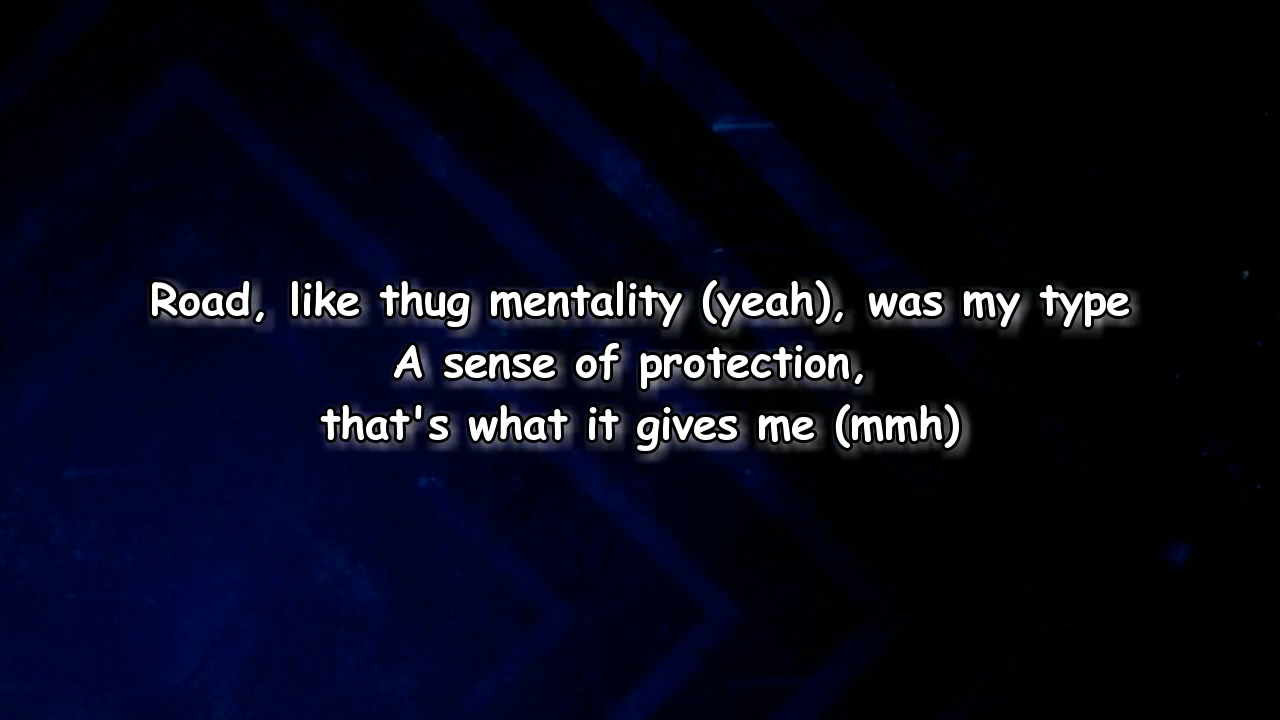 Road, like thug mentality (yeah), was my type
A sense of protection,
that's what it gives me (mmh)